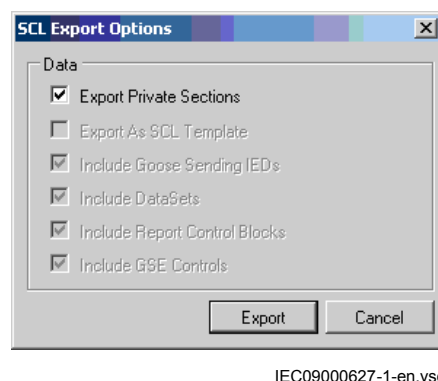 SCL Export Options
Data
Export Private Sections
Export As SCL Template
Include Goose Sending IEDs
Include DataSets
Include Report Control Blocks
Include GSE Controls
Export Cancel
IEC09000627-1-en.vsd